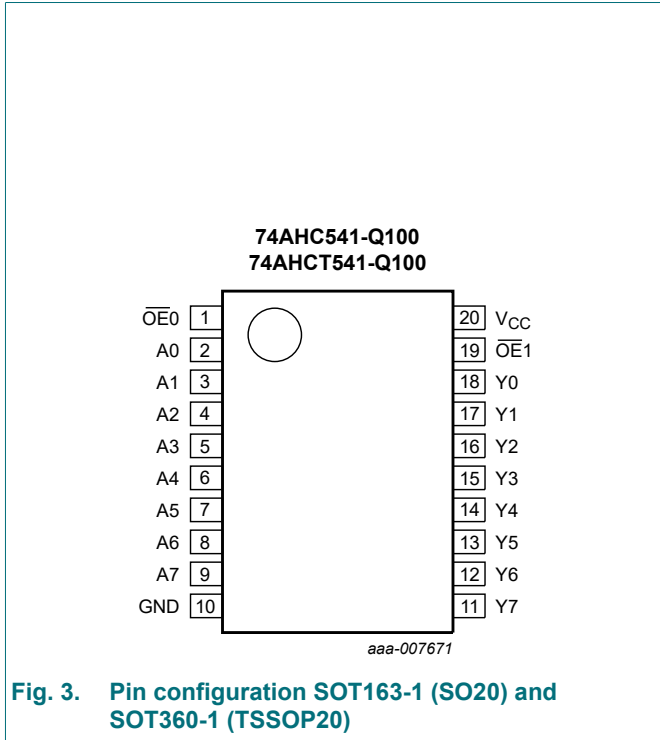 74AHC541-Q100
74AHCT541-Q100
O̅E̅0 1 20 VCC
A0 2 19 O̅E̅1
A1 3 18 Y0
A2 4 17 Y1
A3 5 16 Y2
A4 6 15 Y3
A5 7 14 Y4
A6 8 13 Y5
A7 9 12 Y6
GND 10 11 Y7
aaa-007671
Fig. 3. Pin configuration SOT163-1 (SO20) and
SOT360-1 (TSSOP20)